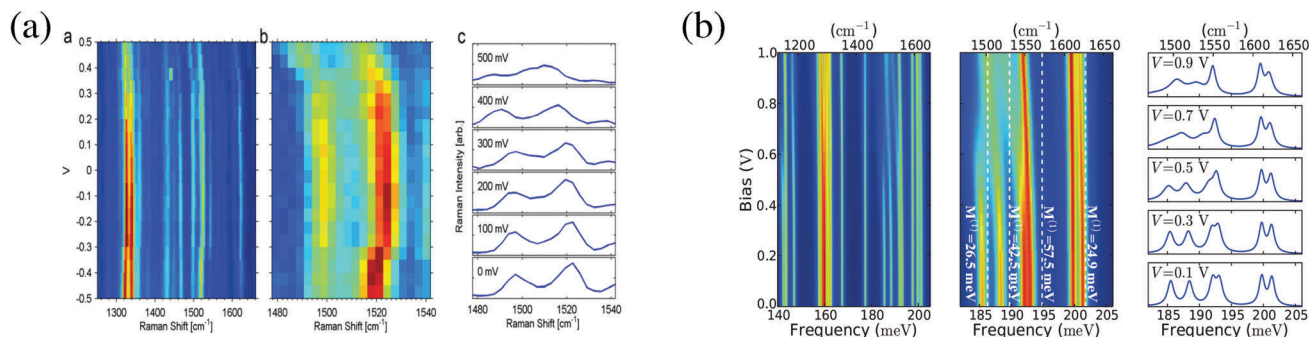 (a)
a
b
c
0.5
0.4
0.3
0.2
0.1
0
-0.1
-0.2
-0.3
-0.4
-0.5
V
1300 1400 1500 1600
Raman Shift [cm⁻¹]
1480 1500 1520 1540
Raman Shift [cm⁻¹]
Raman Intensity [arb.]
500 mV
400 mV
300 mV
200 mV
100 mV
0 mV
1480 1500 1520 1540
Raman Shift [cm⁻¹]
(b)
(cm⁻¹)
1200 1400 1600
1.0
0.8
0.6
0.4
0.2
0.0
Bias (V)
140 150 160 170 180 190 200
Frequency (meV)
(cm⁻¹)
1500 1550 1600 1650
M⁽¹⁾=26.5 meV
M⁽¹⁾=42.5 meV
M⁽¹⁾=57.5 meV
M⁽¹⁾=24.9 meV
182 185 190 195 202 206
Frequency (meV)
(cm⁻¹)
1500 1550 1600 1650
V=0.9 V
V=0.7 V
V=0.5 V
V=0.3 V
V=0.1 V
185 190 195 200 205
Frequency (meV)